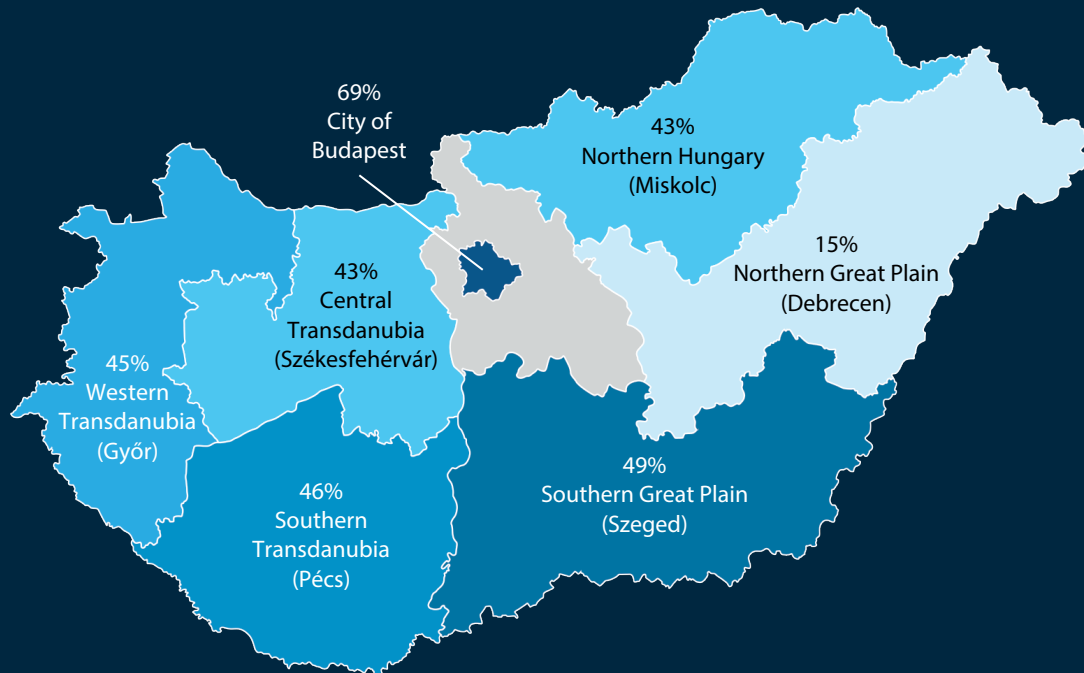 69%
City of
Budapest
43%
Northern Hungary
(Miskolc)
15%
Northern Great Plain
(Debrecen)
43%
Central
Transdanubia
(Székesfehérvár)
45%
Western
Transdanubia
(Győr)
49%
Southern Great Plain
(Szeged)
46%
Southern
Transdanubia
(Pécs)